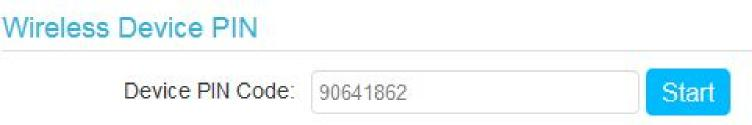 Wireless Device PIN
Device PIN Code: 90641862 Start